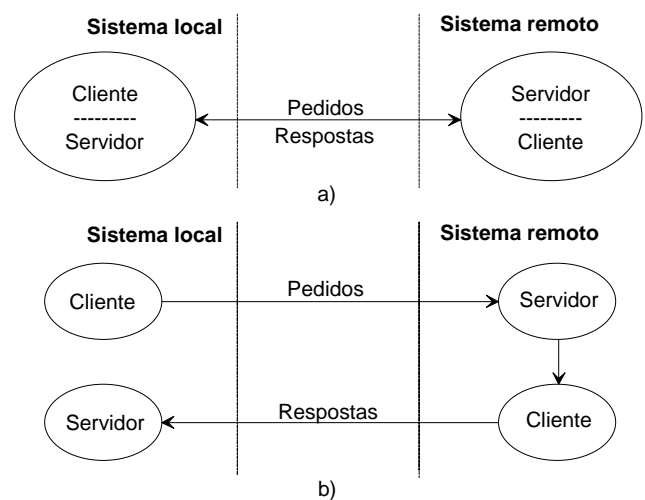 Sistema local
Sistema remoto
Cliente
---------
Servidor
Pedidos
Respostas
Servidor
---------
Cliente
a)
Sistema local
Sistema remoto
Cliente
Pedidos
Servidor
Servidor
Respostas
Cliente
b)